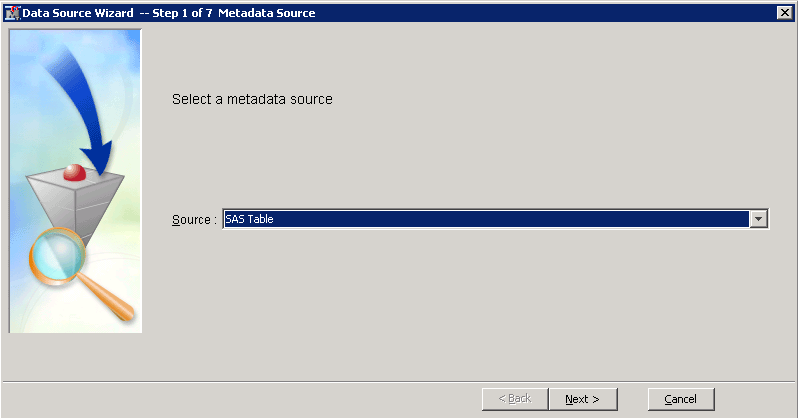 Data Source Wizard -- Step 1 of 7 Metadata Source
Select a metadata source
Source : SAS Table
< Back Next > Cancel